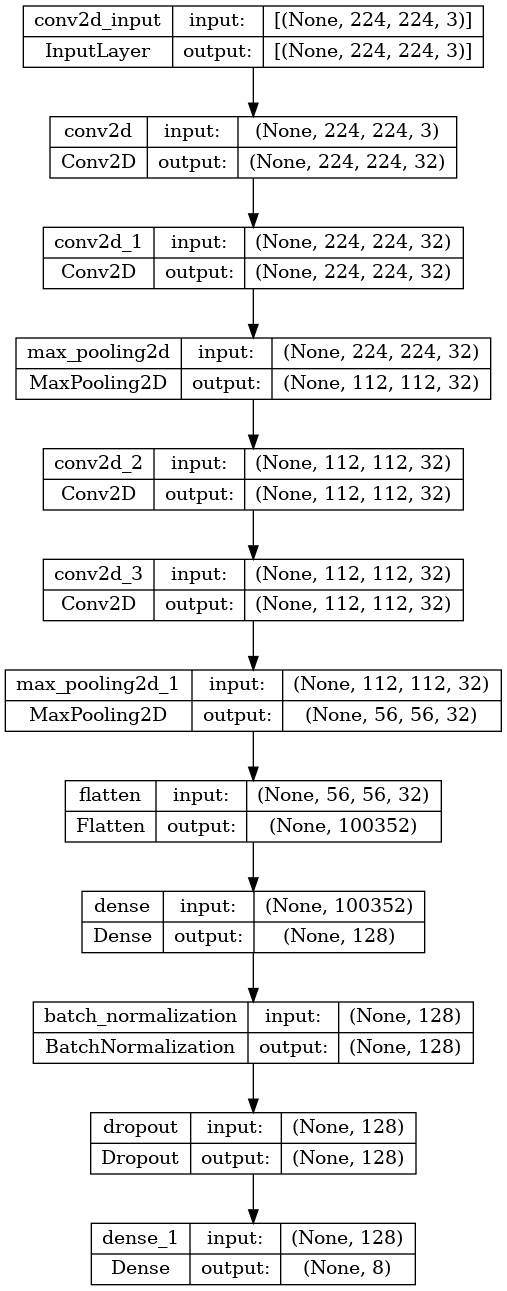 conv2d_input input: [(None, 224, 224, 3)]
InputLayer output: [(None, 224, 224, 3)]
conv2d input: (None, 224, 224, 3)
Conv2D output: (None, 224, 224, 32)
conv2d_1 input: (None, 224, 224, 32)
Conv2D output: (None, 224, 224, 32)
max_pooling2d input: (None, 224, 224, 32)
MaxPooling2D output: (None, 112, 112, 32)
conv2d_2 input: (None, 112, 112, 32)
Conv2D output: (None, 112, 112, 32)
conv2d_3 input: (None, 112, 112, 32)
Conv2D output: (None, 112, 112, 32)
max_pooling2d_1 input: (None, 112, 112, 32)
MaxPooling2D output: (None, 56, 56, 32)
flatten input: (None, 56, 56, 32)
Flatten output: (None, 100352)
dense input: (None, 100352)
Dense output: (None, 128)
batch_normalization input: (None, 128)
BatchNormalization output: (None, 128)
dropout input: (None, 128)
Dropout output: (None, 128)
dense_1 input: (None, 128)
Dense output: (None, 8)